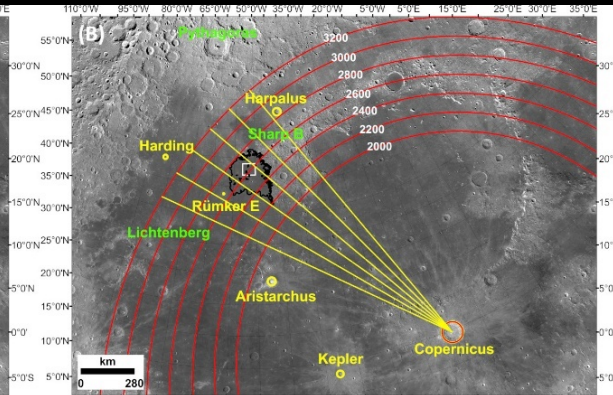 0'E
110°0'W 95°0'W 80°0'W 65°0'W 50°0'W 40°0'W 30°0'W 20°0'W 5°0'W 5°0'E 15°0'E 25°0'E 30°0'E 35°0'E
(B)
Pythagoras
55°0'N
3200
3000
30°0'N
50°0'N
2800
2600
Harpalus
25°0'N
45°0'N
2400
2200
Sharp B
Harding
40°0'N
2000
20°0'N
35°0'N
15°0'N
30°0'N
Rümker E
Lichtenberg
10°0'N
25°0'N
5°0'N
20°0'N
Aristarchus
15°0'N
0°0'
10°0'N
Copernicus
Kepler
km
0 280
5°0'S
5°0'N